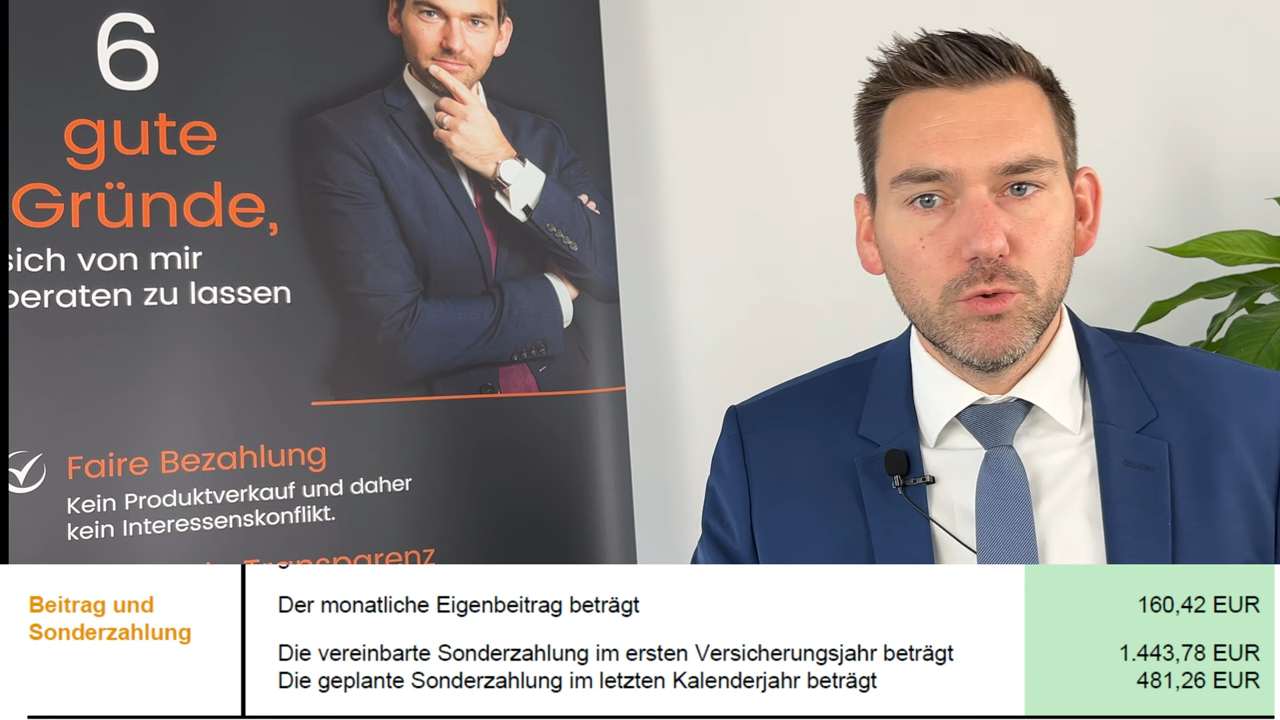 6
gute
Gründe,
sich von mir
beraten zu lassen
Faire Bezahlung
Kein Produktverkauf und daher
kein Interessenskonflikt.
Transparenz
Beitrag und
Sonderzahlung
Der monatliche Eigenbeitrag beträgt 160,42 EUR
Die vereinbarte Sonderzahlung im ersten Versicherungsjahr beträgt 1.443,78 EUR
Die geplante Sonderzahlung im letzten Kalenderjahr beträgt 481,26 EUR